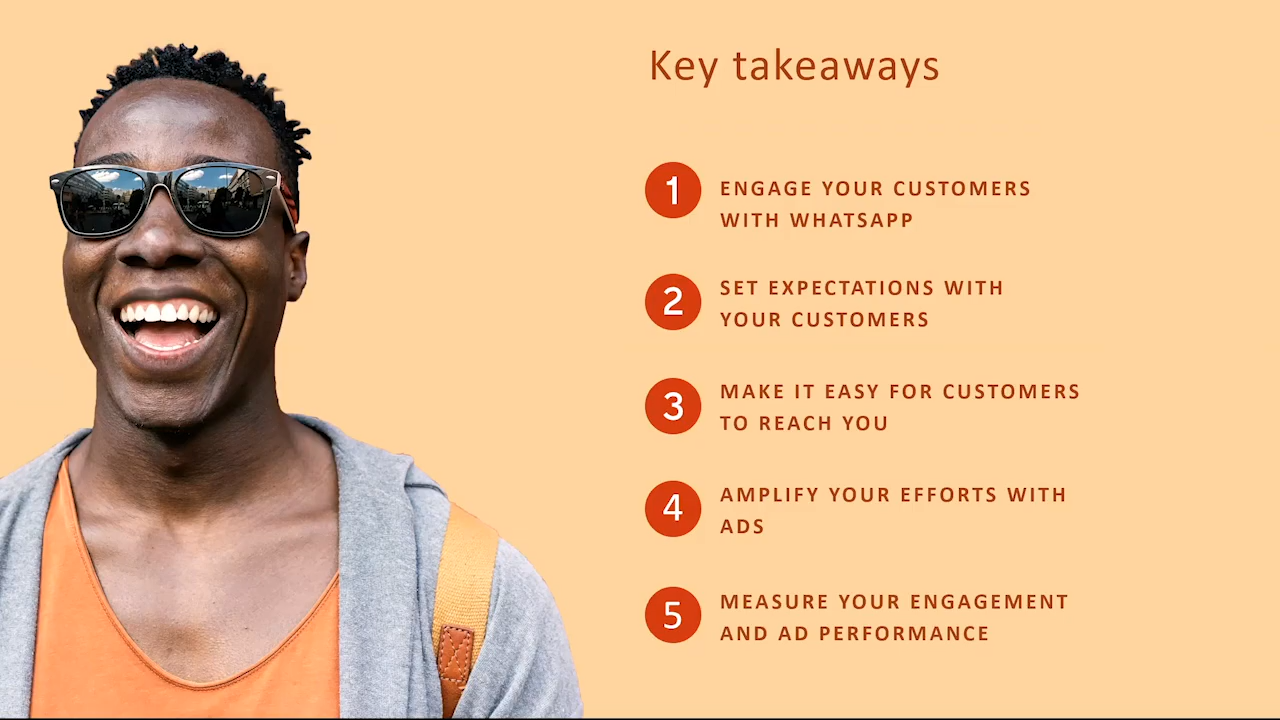 Key takeaways
1
ENGAGE YOUR CUSTOMERS
WITH WHATSAPP
2
SET EXPECTATIONS WITH
YOUR CUSTOMERS
3
MAKE IT EASY FOR CUSTOMERS
TO REACH YOU
4
AMPLIFY YOUR EFFORTS WITH
ADS
5
MEASURE YOUR ENGAGEMENT
AND AD PERFORMANCE